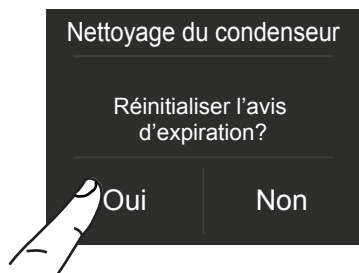 Nettoyage du condenseur
Réinitialiser l’avis
d’expiration?
Oui Non